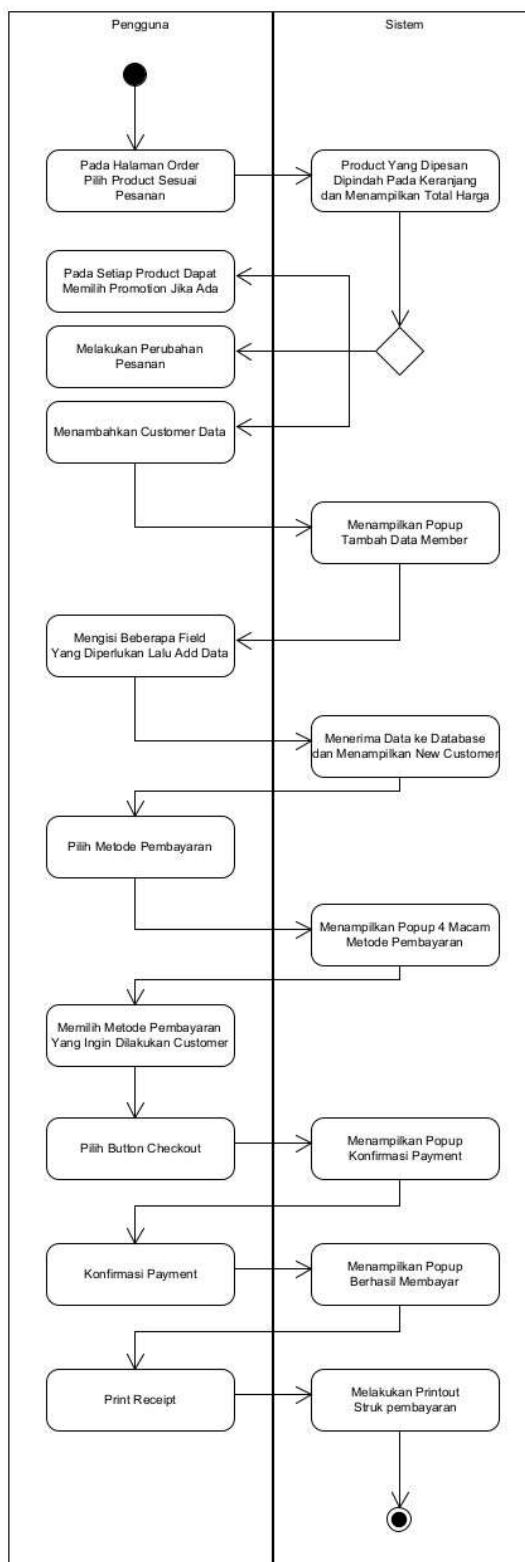 Pengguna
Sistem
Pada Halaman Order
Pilih Product Sesuai
Pesanan
Product Yang Dipesan
Dipindah Pada Keranjang
dan Menampilkan Total Harga
Pada Setiap Product Dapat
Memilih Promotion Jika Ada
Melakukan Perubahan
Pesanan
Menambahkan Customer Data
Menampilkan Popup
Tambah Data Member
Mengisi Beberapa Field
Yang Diperlukan Lalu Add Data
Menerima Data ke Database
dan Menampilkan New Customer
Pilih Metode Pembayaran
Menampilkan Popup 4 Macam
Metode Pembayaran
Memilih Metode Pembayaran
Yang Ingin Dilakukan Customer
Pilih Button Checkout
Menampilkan Popup
Konfirmasi Payment
Konfirmasi Payment
Menampilkan Popup
Berhasil Membayar
Print Receipt
Melakukan Printout
Struk pembayaran